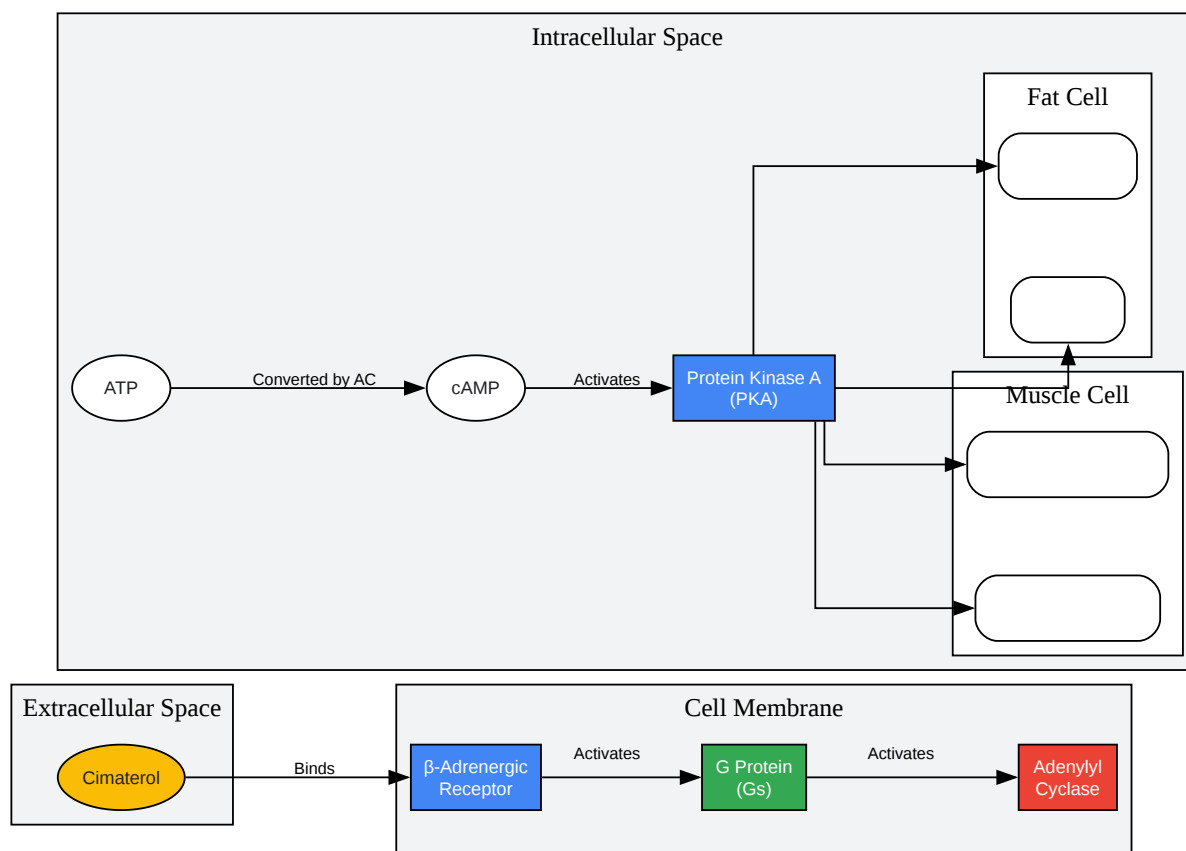 Intracellular Space
Fat Cell
ATP
Converted by AC
cAMP
Activates
Protein Kinase A
(PKA)
Muscle Cell
Extracellular Space
Cimaterol
Binds
Cell Membrane
β-Adrenergic
Receptor
Activates
G Protein
(Gs)
Activates
Adenylyl
Cyclase